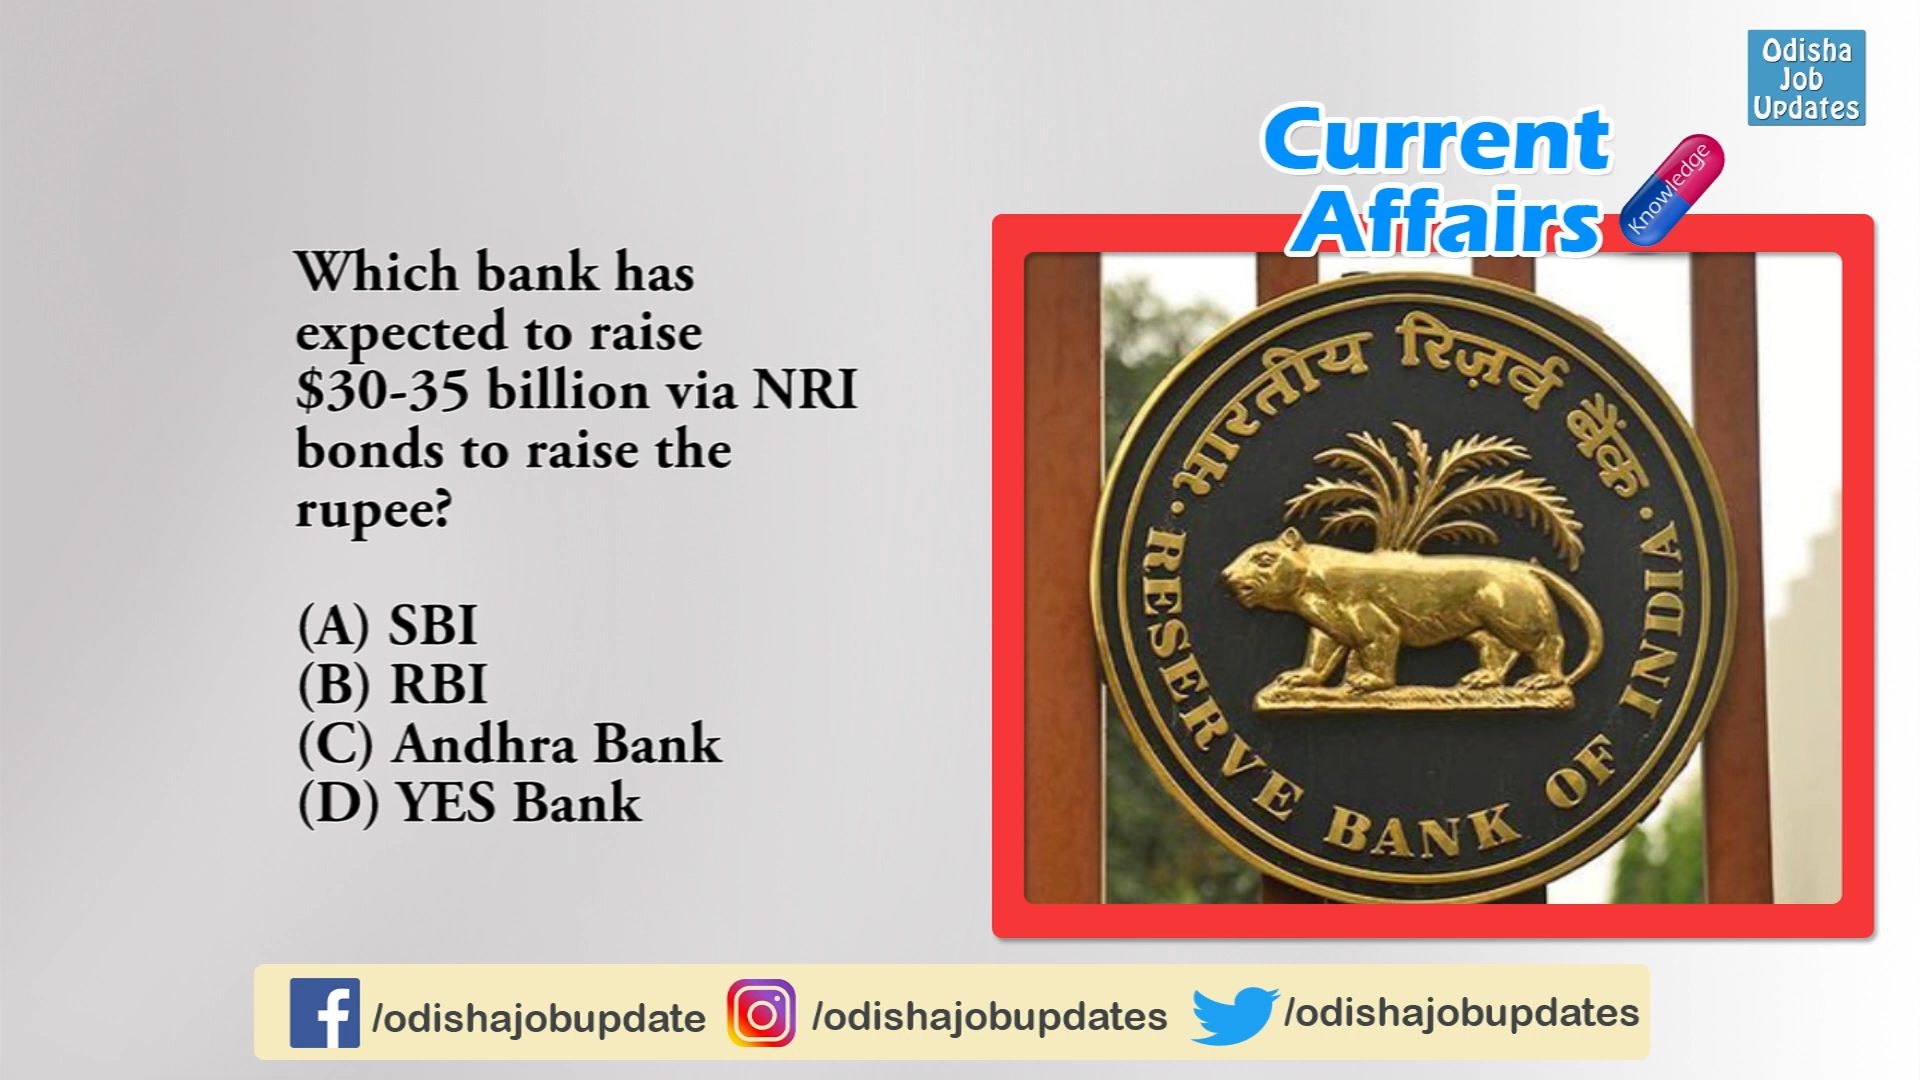 Odisha
Job
Updates
Current
Affairs
Knowledge
Which bank has
expected to raise
$30-35 billion via NRI
bonds to raise the
rupee?
(A) SBI
(B) RBI
(C) Andhra Bank
(D) YES Bank
भारतीय रिज़र्व बैंक
RESERVE BANK OF INDIA
/odishajobupdate
/odishajobupdates
/odishajobupdates